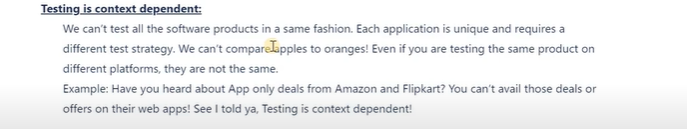 Testing is context dependent:
We can't test all the software products in a same fashion. Each application is unique and requires a
different test strategy. We can't compare apples to oranges! Even if you are testing the same product on
different platforms, they are not the same.
Example: Have you heard about App only deals from Amazon and Flipkart? You can't avail those deals or
offers on their web apps! See I told ya, Testing is context dependent!